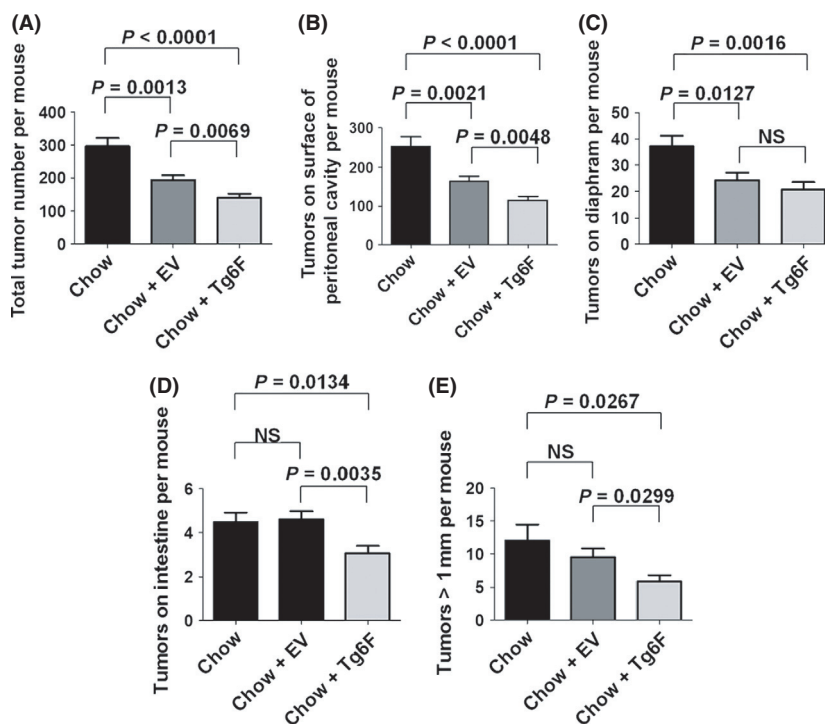 (A)
P < 0.0001
P = 0.0013
P = 0.0069
Total tumor number per mouse
400
300
200
100
0
Chow
Chow + EV
Chow + Tg6F
(B)
P < 0.0001
P = 0.0021
P = 0.0048
Tumors on surface of
peritoneal cavity per mouse
300
200
100
0
Chow
Chow + EV
Chow + Tg6F
(C)
P = 0.0016
P = 0.0127
NS
Tumors on diaphram per mouse
50
40
30
20
10
0
Chow
Chow + EV
Chow + Tg6F
(D)
P = 0.0134
NS
P = 0.0035
Tumors on intestine per mouse
6
4
2
0
Chow
Chow + EV
Chow + Tg6F
(E)
P = 0.0267
NS
P = 0.0299
Tumors > 1 mm per mouse
20
15
10
5
0
Chow
Chow + EV
Chow + Tg6F